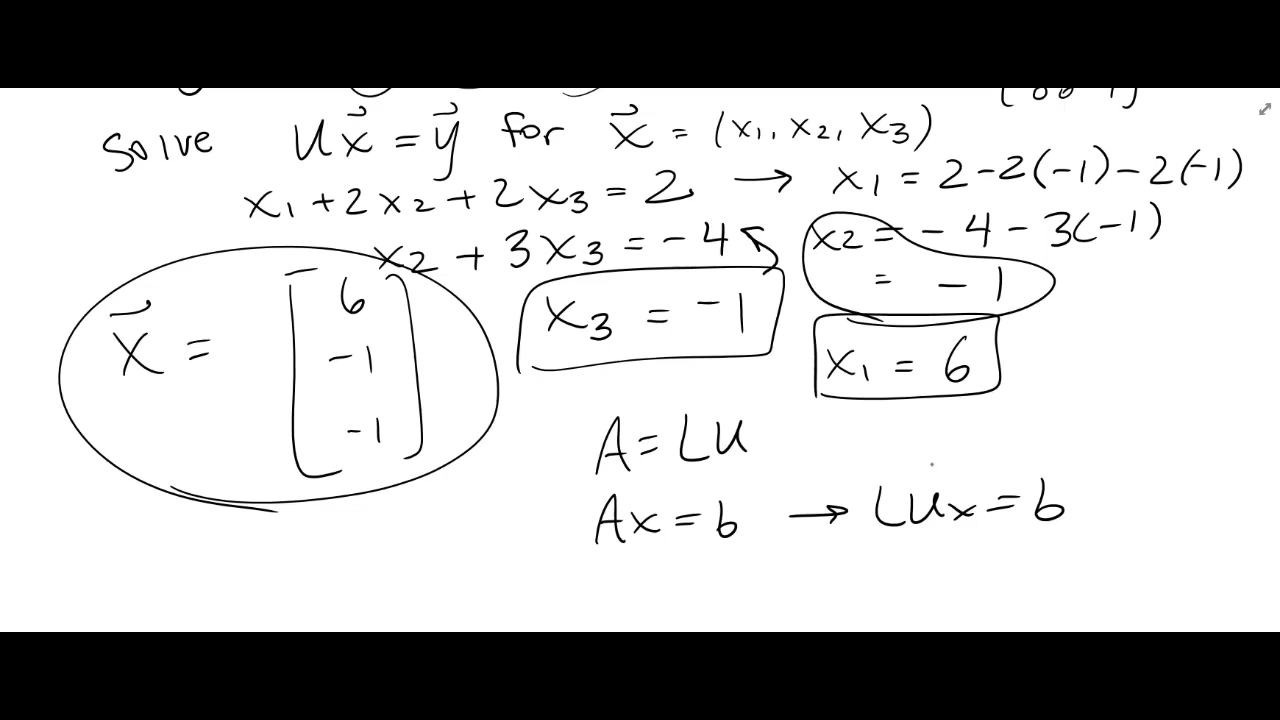 solve Ux⃗ = y⃗ for x⃗ = (x₁, x₂, x₃)
x₁ + 2x₂ + 2x₃ = 2 → x₁ = 2 - 2(-1) - 2(-1)
x₂ + 3x₃ = -4 x₂ = -4 - 3(-1)
= -1
x₃ = -1
x₁ = 6
x⃗ = [6
-1
-1]
A = LU
Ax = b → LUx = b